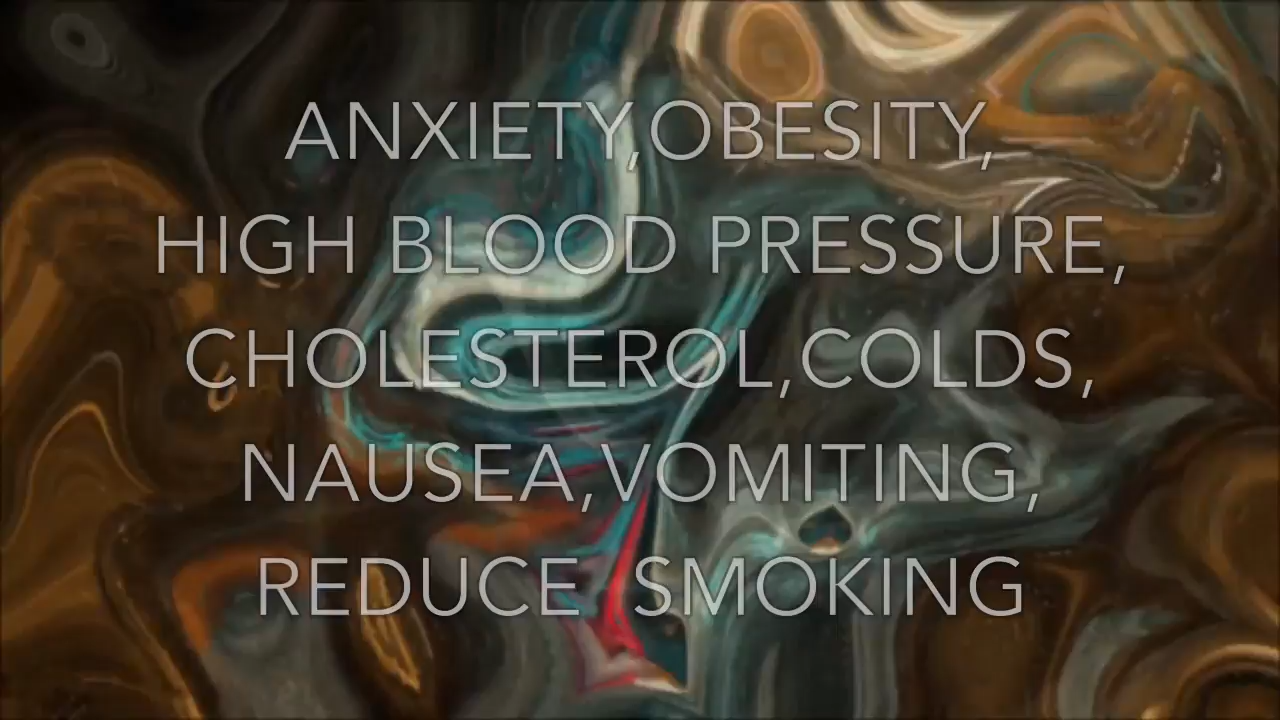 ANXIETY,OBESITY,
HIGH BLOOD PRESSURE,
CHOLESTEROL,COLDS,
NAUSEA,VOMITING,
REDUCE  SMOKING